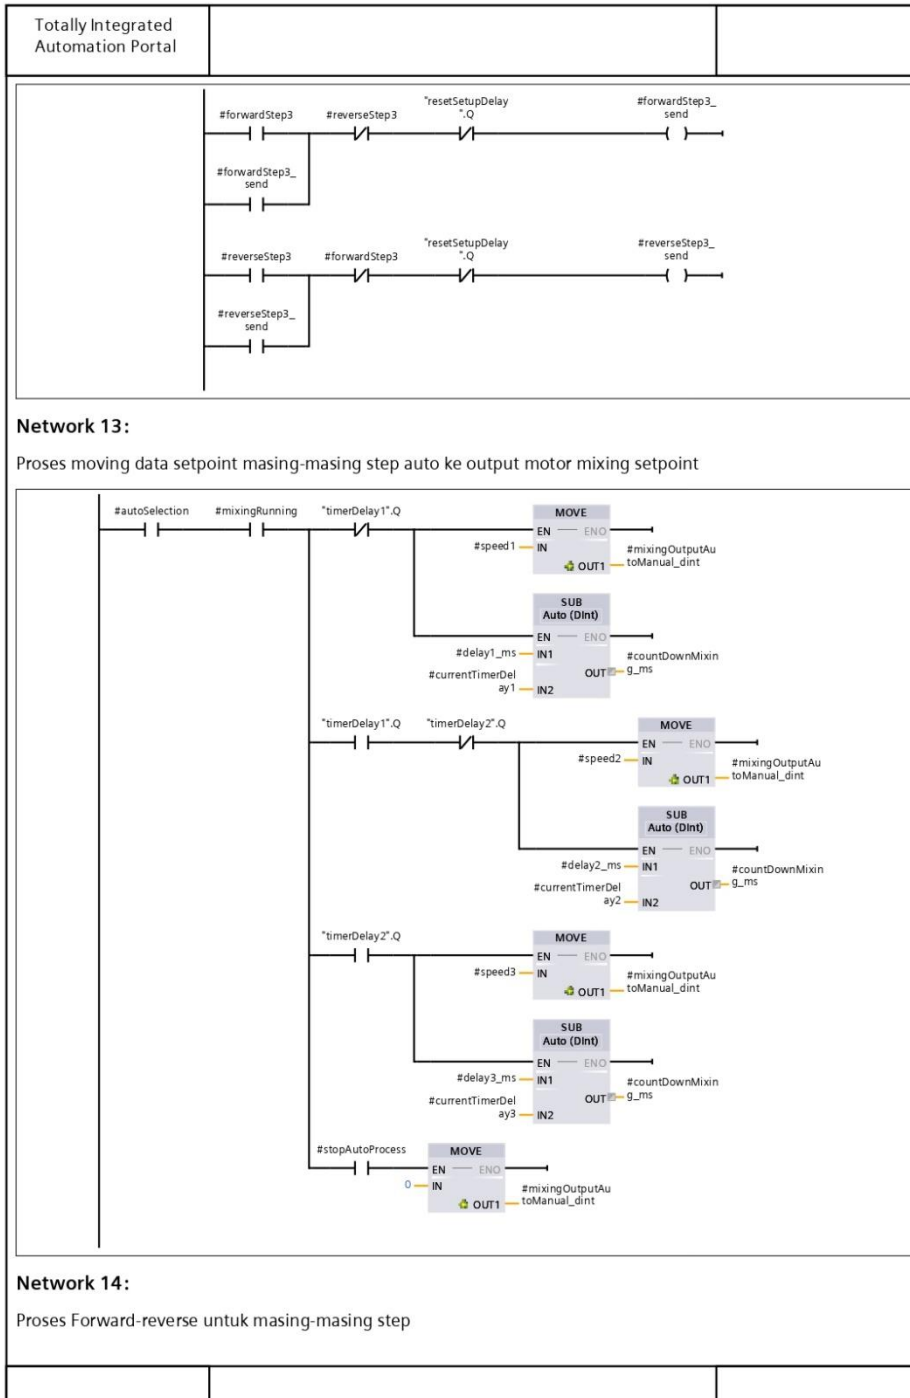 Totally Integrated
Automation Portal
"resetSetupDelay
#forwardStep3_
#forwardStep3
#reverseStep3
".Q
send
#forwardStep3_
send
"resetSetupDelay
#reverseStep3_
#reverseStep3
#forwardStep3
".Q
send
#reverseStep3_
send
Network 13:
Proses moving data setpoint masing-masing step auto ke output motor mixing setpoint
#autoSelection
#mixingRunning
"timerDelay1".Q
MOVE
EN
ENO
#speed1
IN
#mixingOutputAu
toManual_dint
OUT1
SUB
Auto (DInt)
EN
ENO
#delay1_ms
IN1
#countDownMixin
g_ms
OUT
#currentTimerDel
ay1
IN2
"timerDelay1".Q
"timerDelay2".Q
MOVE
EN
ENO
#speed2
IN
#mixingOutputAu
toManual_dint
OUT1
SUB
Auto (DInt)
EN
ENO
#delay2_ms
IN1
#countDownMixin
g_ms
OUT
#currentTimerDel
ay2
IN2
"timerDelay2".Q
MOVE
EN
ENO
#speed3
IN
#mixingOutputAu
toManual_dint
OUT1
SUB
Auto (DInt)
EN
ENO
#delay3_ms
IN1
#countDownMixin
g_ms
OUT
#currentTimerDel
ay3
IN2
#stopAutoProcess
MOVE
EN
ENO
0
IN
#mixingOutputAu
toManual_dint
OUT1
Network 14:
Proses Forward-reverse untuk masing-masing step